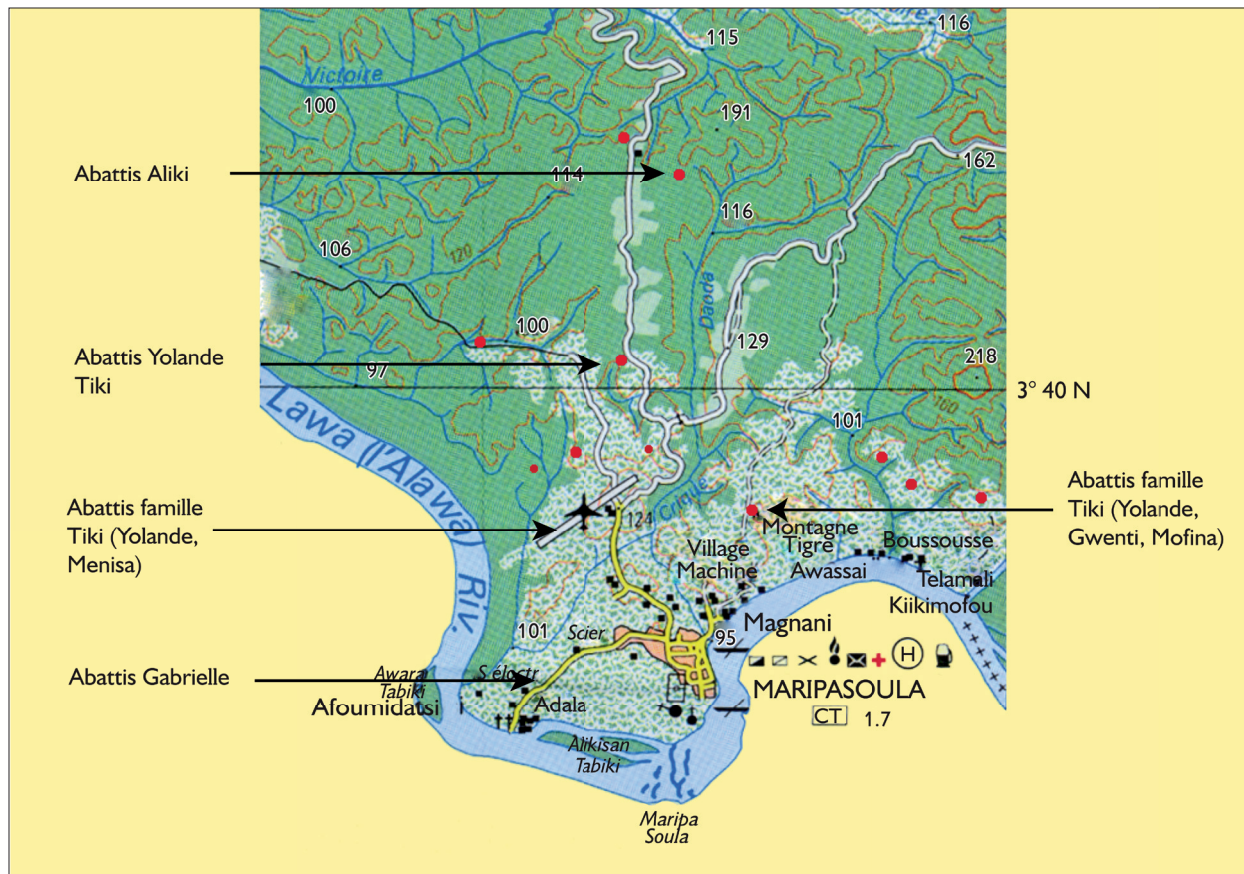 116
115
Victoire
100
191
162
Abattis Aliki
114
116
106
120
Daoda
100
129
Abattis Yolande
Tiki
218
97
3° 40 N
160
101
Lawa (l'Alawa) Riv.
Abattis famille
Tiki (Yolande,
Menisa)
124
Crique
Abattis famille
Tiki (Yolande,
Gwenti, Mofina)
Montagne
Tigre
Boussousse
Village
Machine
Awassai
Telamali
Kiikimofou
Magnani
101
Scier
95
H
Abattis Gabrielle
S éloctr
Awara
Tabiki
MARIPASOULA
Afoumidatsi
Adala
CT 1.7
Alikisan
Tabiki
Maripa
Soula